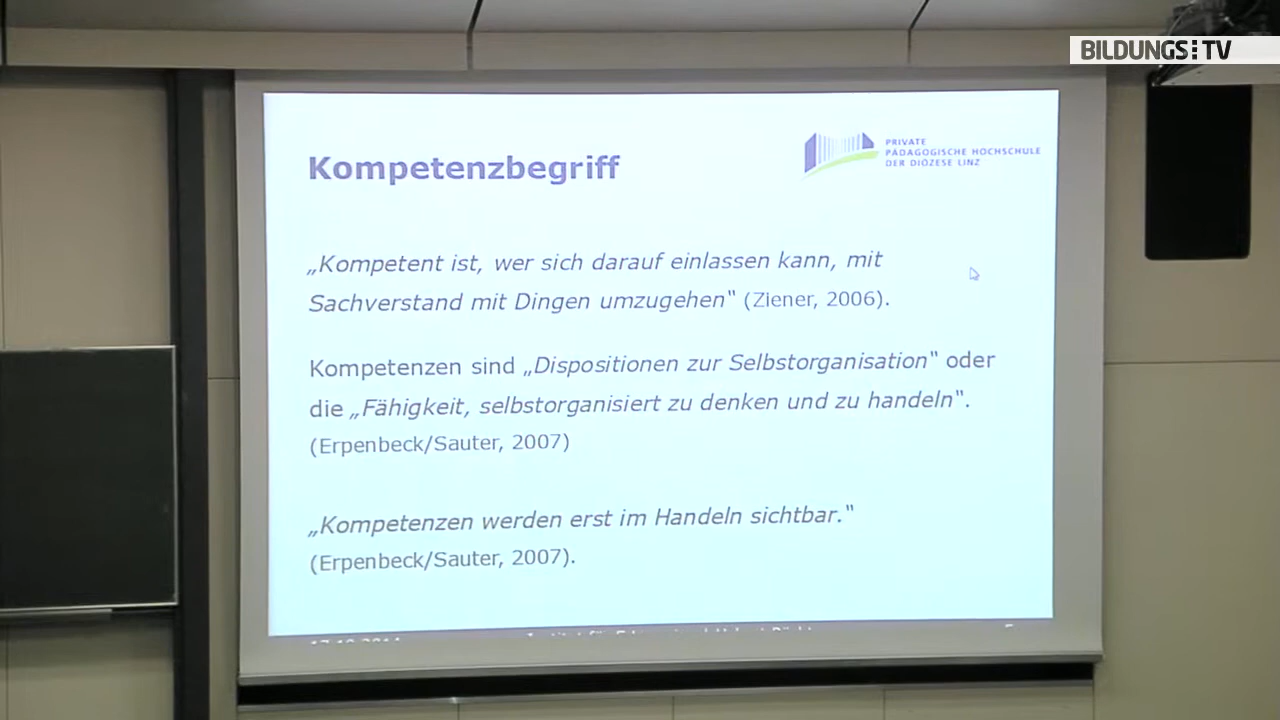 BILDUNGS:TV
PRIVATE
PÄDAGOGISCHE HOCHSCHULE
DER DIÖZESE LINZ
Kompetenzbegriff
„Kompetent ist, wer sich darauf einlassen kann, mit
Sachverstand mit Dingen umzugehen“ (Ziener, 2006).
Kompetenzen sind „Dispositionen zur Selbstorganisation“ oder
die „Fähigkeit, selbstorganisiert zu denken und zu handeln“.
(Erpenbeck/Sauter, 2007)
„Kompetenzen werden erst im Handeln sichtbar.“
(Erpenbeck/Sauter, 2007).